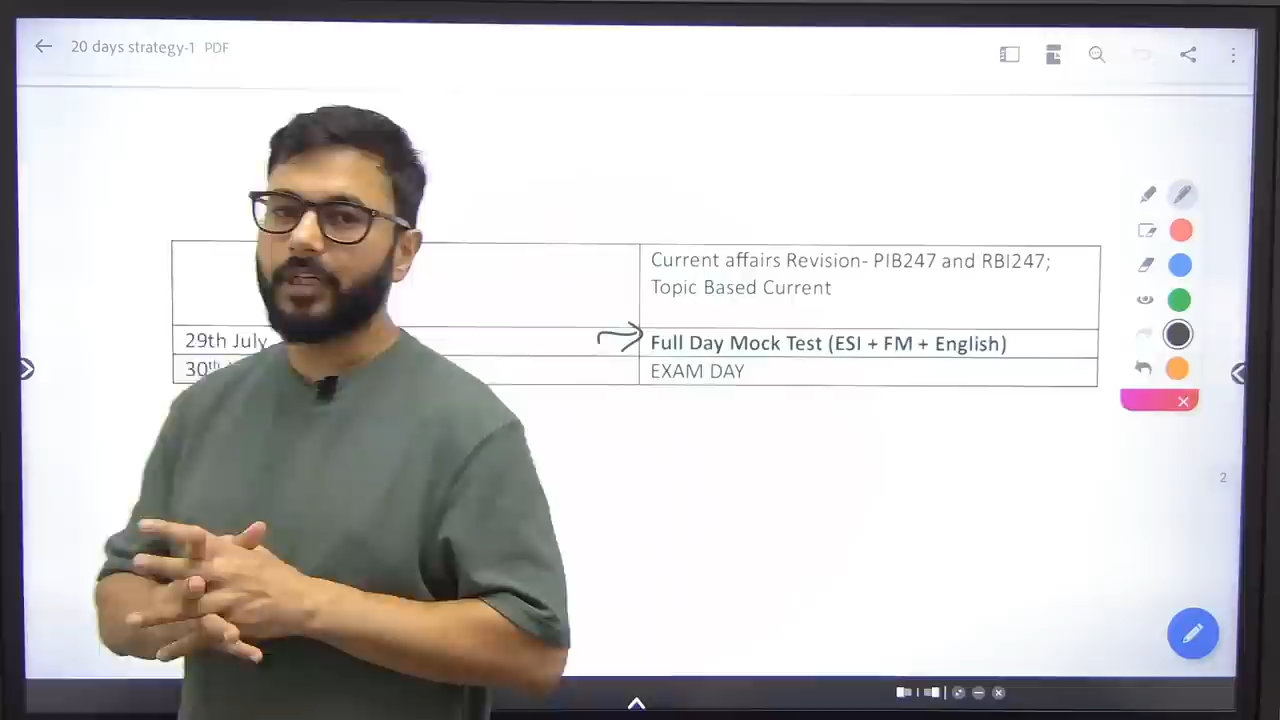 20 days strategy-1 PDF
Current affairs Revision- PIB247 and RBI247;
Topic Based Current
29th July
Full Day Mock Test (ESI + FM + English)
30th
EXAM DAY
2